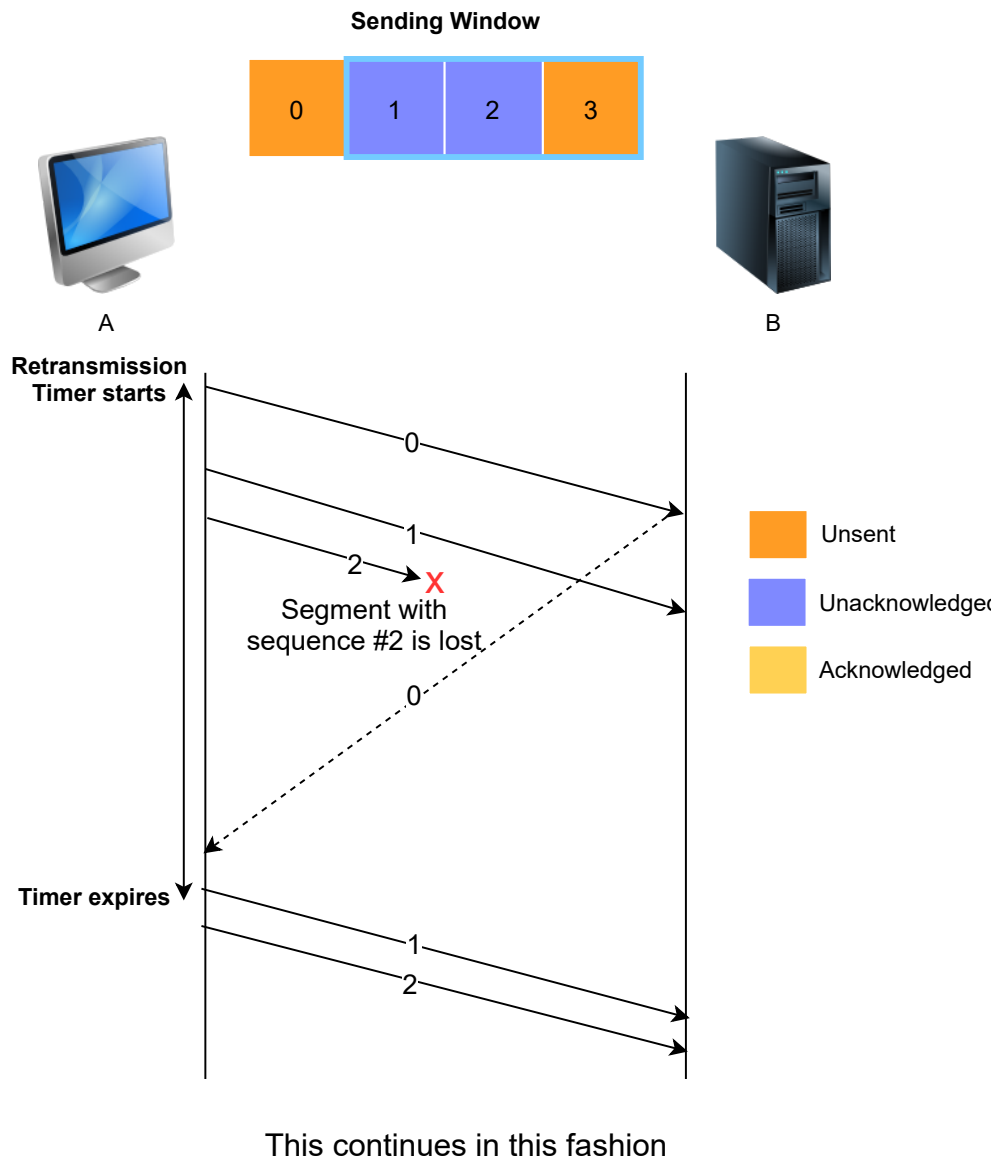 Sending Window
0 1 2 3
A
B
Retransmission
Timer starts
0
1
2
X
Segment with
sequence #2 is lost
0
Unsent
Unacknowledged
Acknowledged
Timer expires
1
2
This continues in this fashion